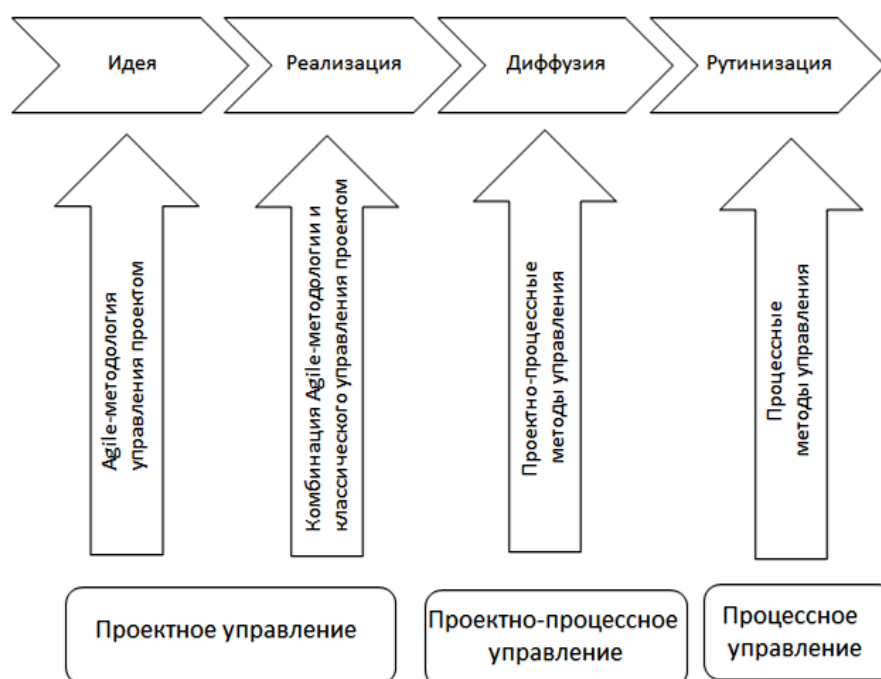 Идея
Реализация
Диффузия
Рутинизация
Agile-методология
управления проектом
Комбинация Agile-методологии и
классического управления проектом
Проектно-процессные
методы управления
Процессные
методы управления
Проектное управление
Проектно-процессное
управление
Процессное
управление